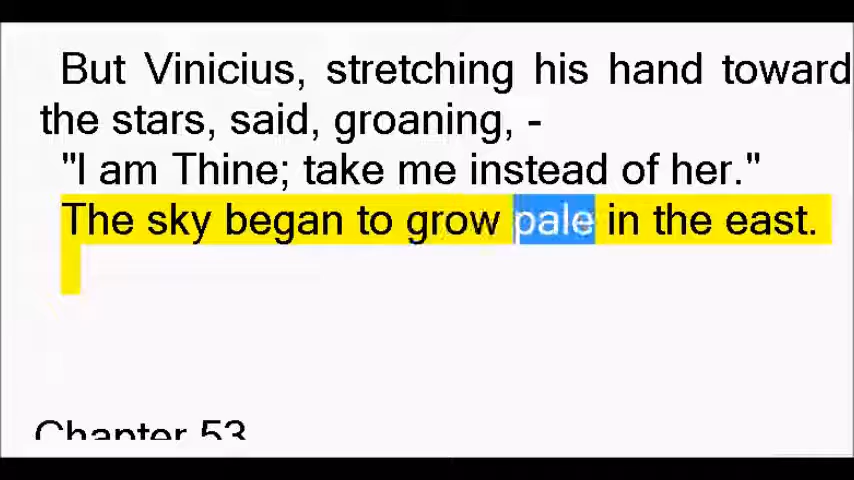 But Vinicius, stretching his hand toward
the stars, said, groaning, -
"I am Thine; take me instead of her."
The sky began to grow pale in the east.
Chapter 53